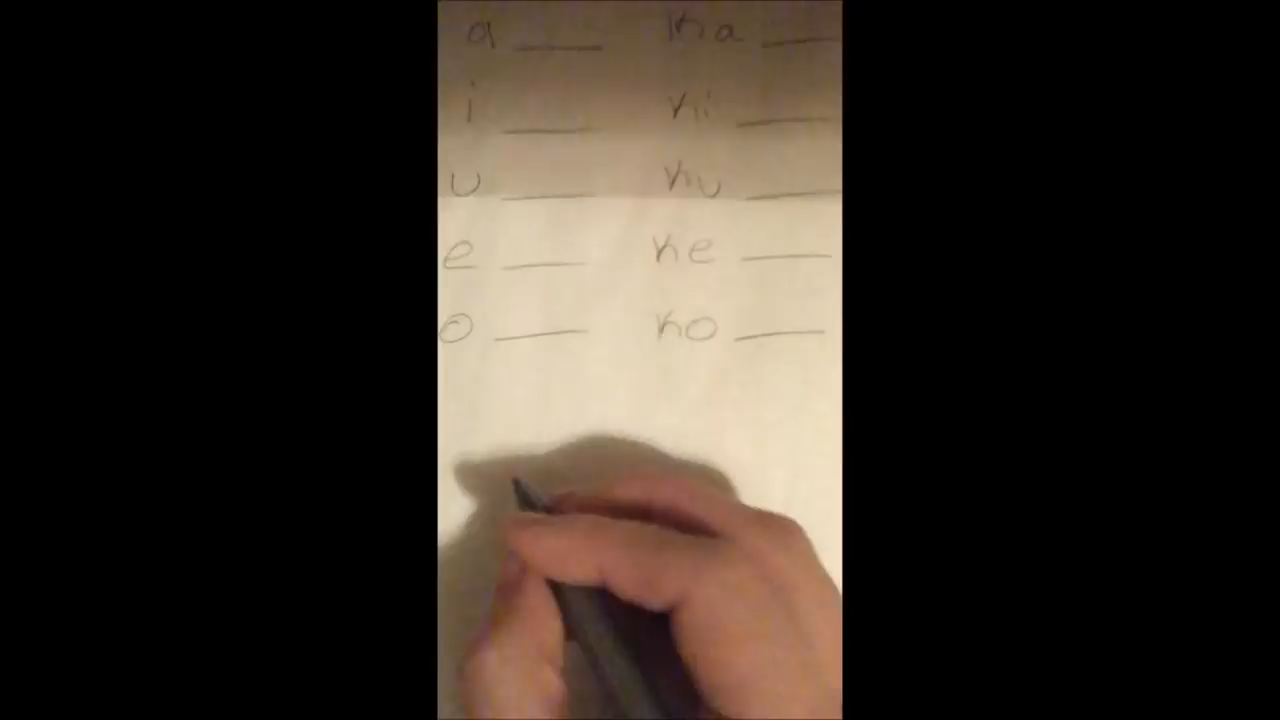 a ___ ka ___
i ___ ki ___
u ___ ku ___
e ___ ke ___
o ___ ko ___